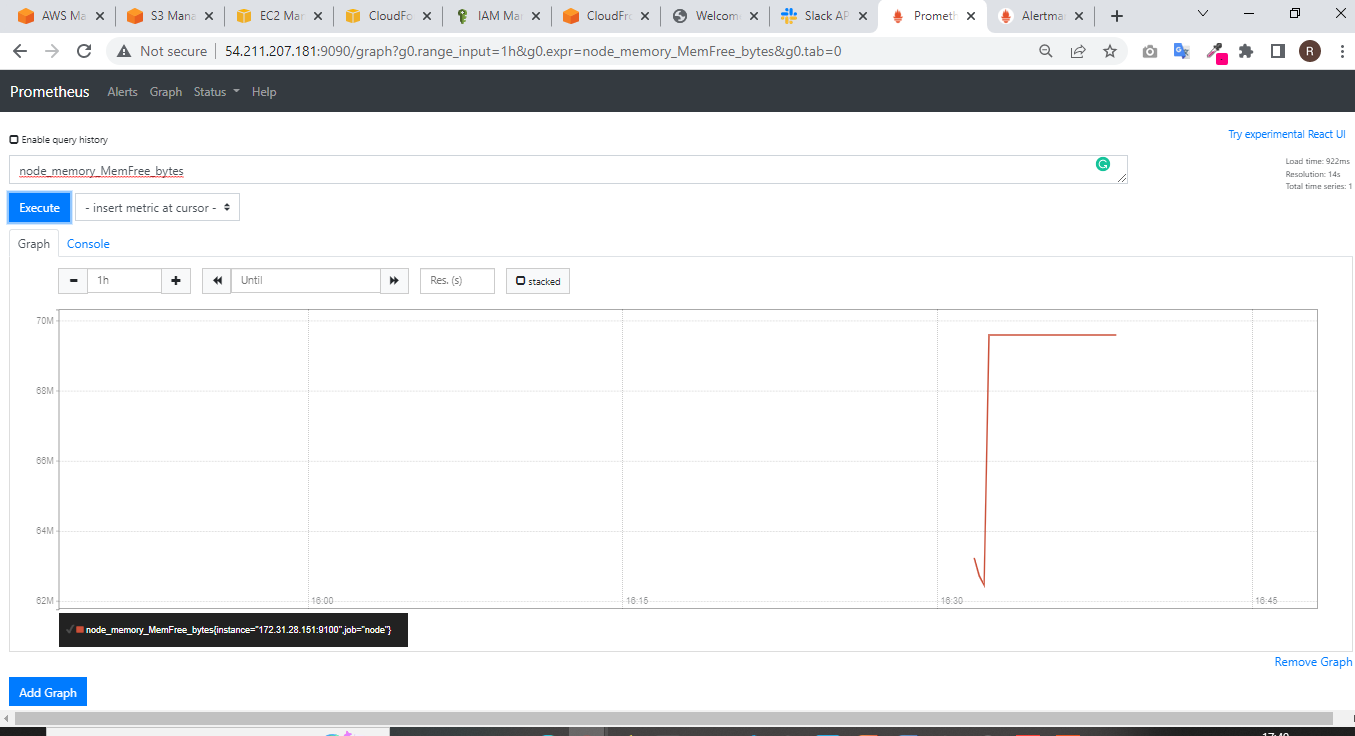 AWS Ma S3 Mana EC2 Mar CloudFo IAM Ma CloudFr Welcom Slack AP Prometh Alertma
Not secure 54.211.207.181:9090/graph?g0.range_input=1h&g0.expr=node_memory_MemFree_bytes&g0.tab=0 R
Prometheus Alerts Graph Status Help
Enable query history
Try experimental React UI
node_memory_MemFree_bytes
G
Load time: 922ms
Resolution: 14s
Total time series: 1
Execute - insert metric at cursor -
Graph Console
1h Until Res. (s) stacked
70M
68M
66M
64M
62M
16:00 16:15 16:30 16:45
node_memory_MemFree_bytes{instance="172.31.28.151:9100",job="node"}
Remove Graph
Add Graph